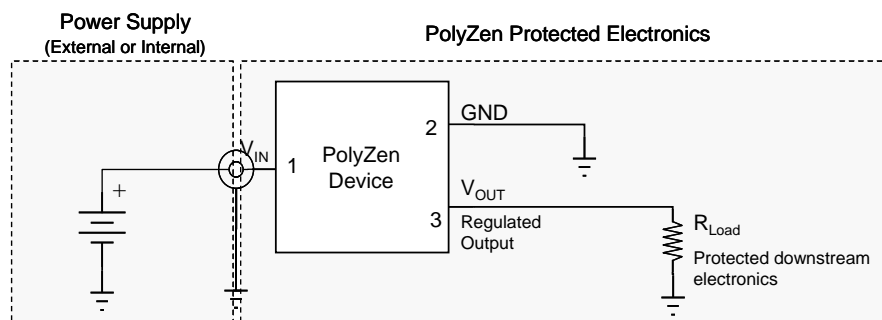 Power Supply
(External or Internal)
PolyZen Protected Electronics
+
VIN
1
PolyZen
Device
2
GND
3
VOUT
Regulated
Output
RLoad
Protected downstream
electronics